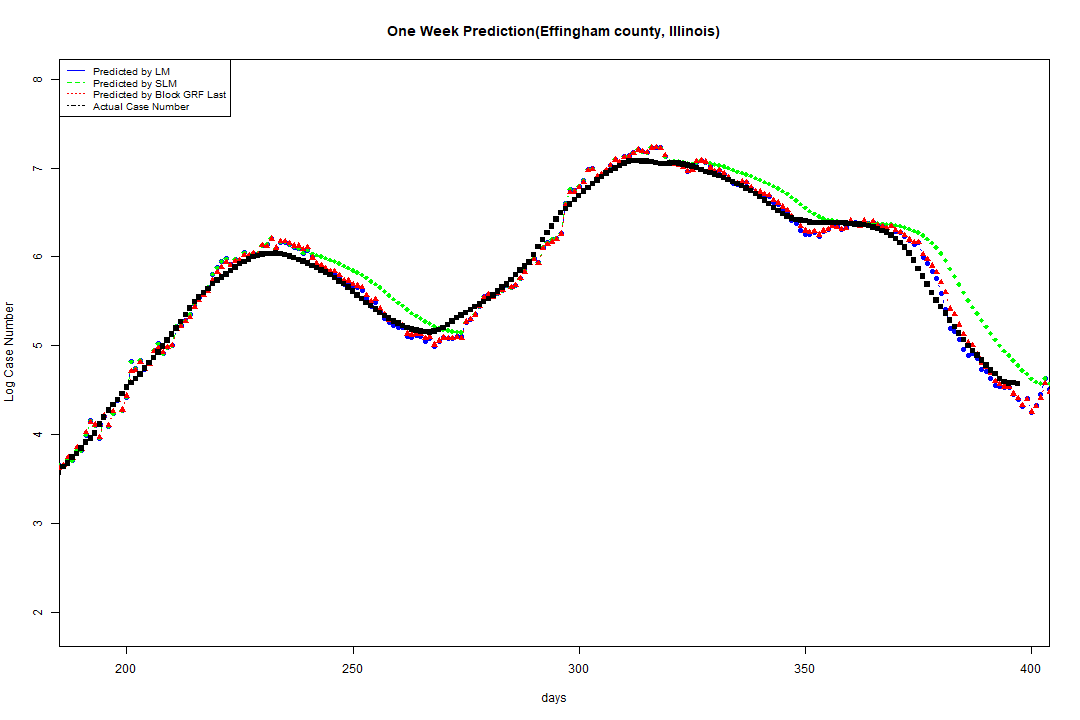 One Week Prediction(Effingham county, Illinois)
Predicted by LM
Predicted by SLM
Predicted by Block GRF Last
Actual Case Number
8
7
6
5
4
3
2
Log Case Number
200
250
300
350
400
days